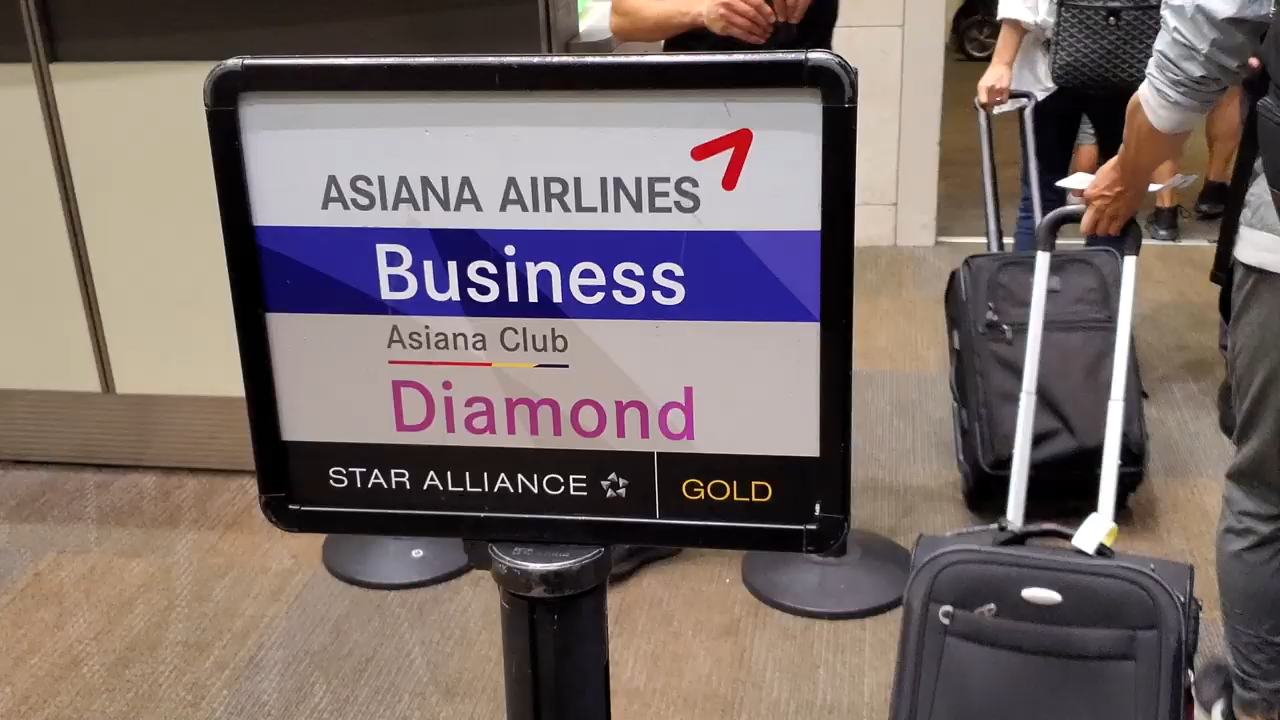 ASIANA AIRLINES
Business
Asiana Club
Diamond
STAR ALLIANCE GOLD